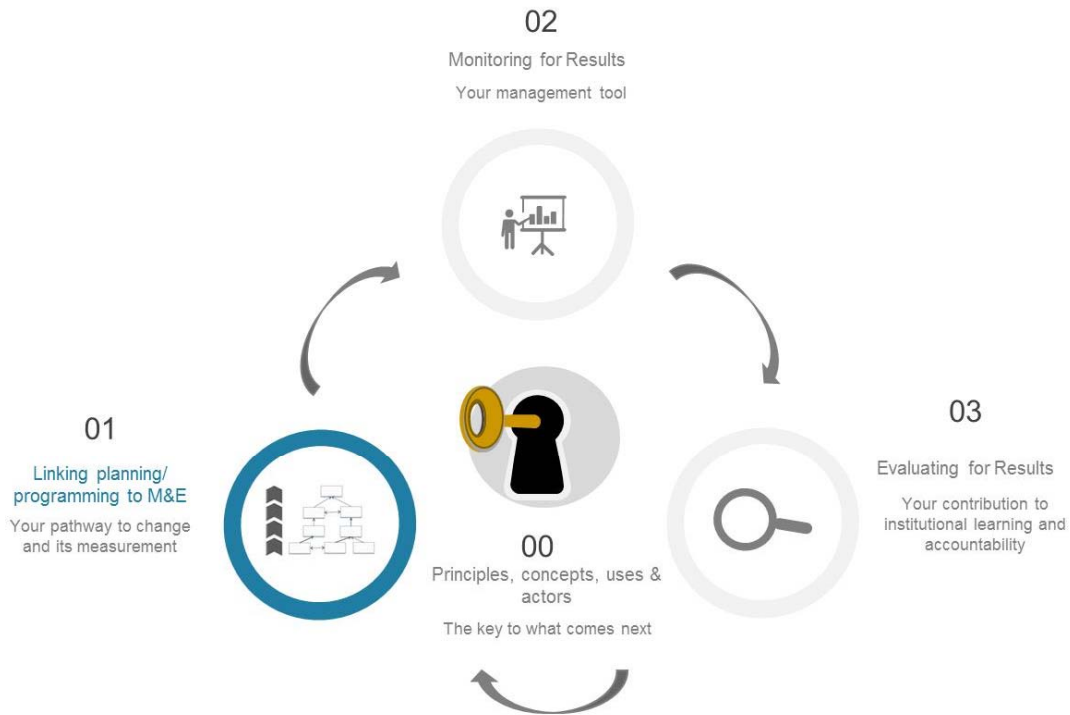 02
Monitoring for Results
Your management tool
01
Linking planning/
programming to M&E
Your pathway to change
and its measurement
03
Evaluating for Results
Your contribution to
institutional learning and
accountability
00
Principles, concepts, uses &
actors
The key to what comes next